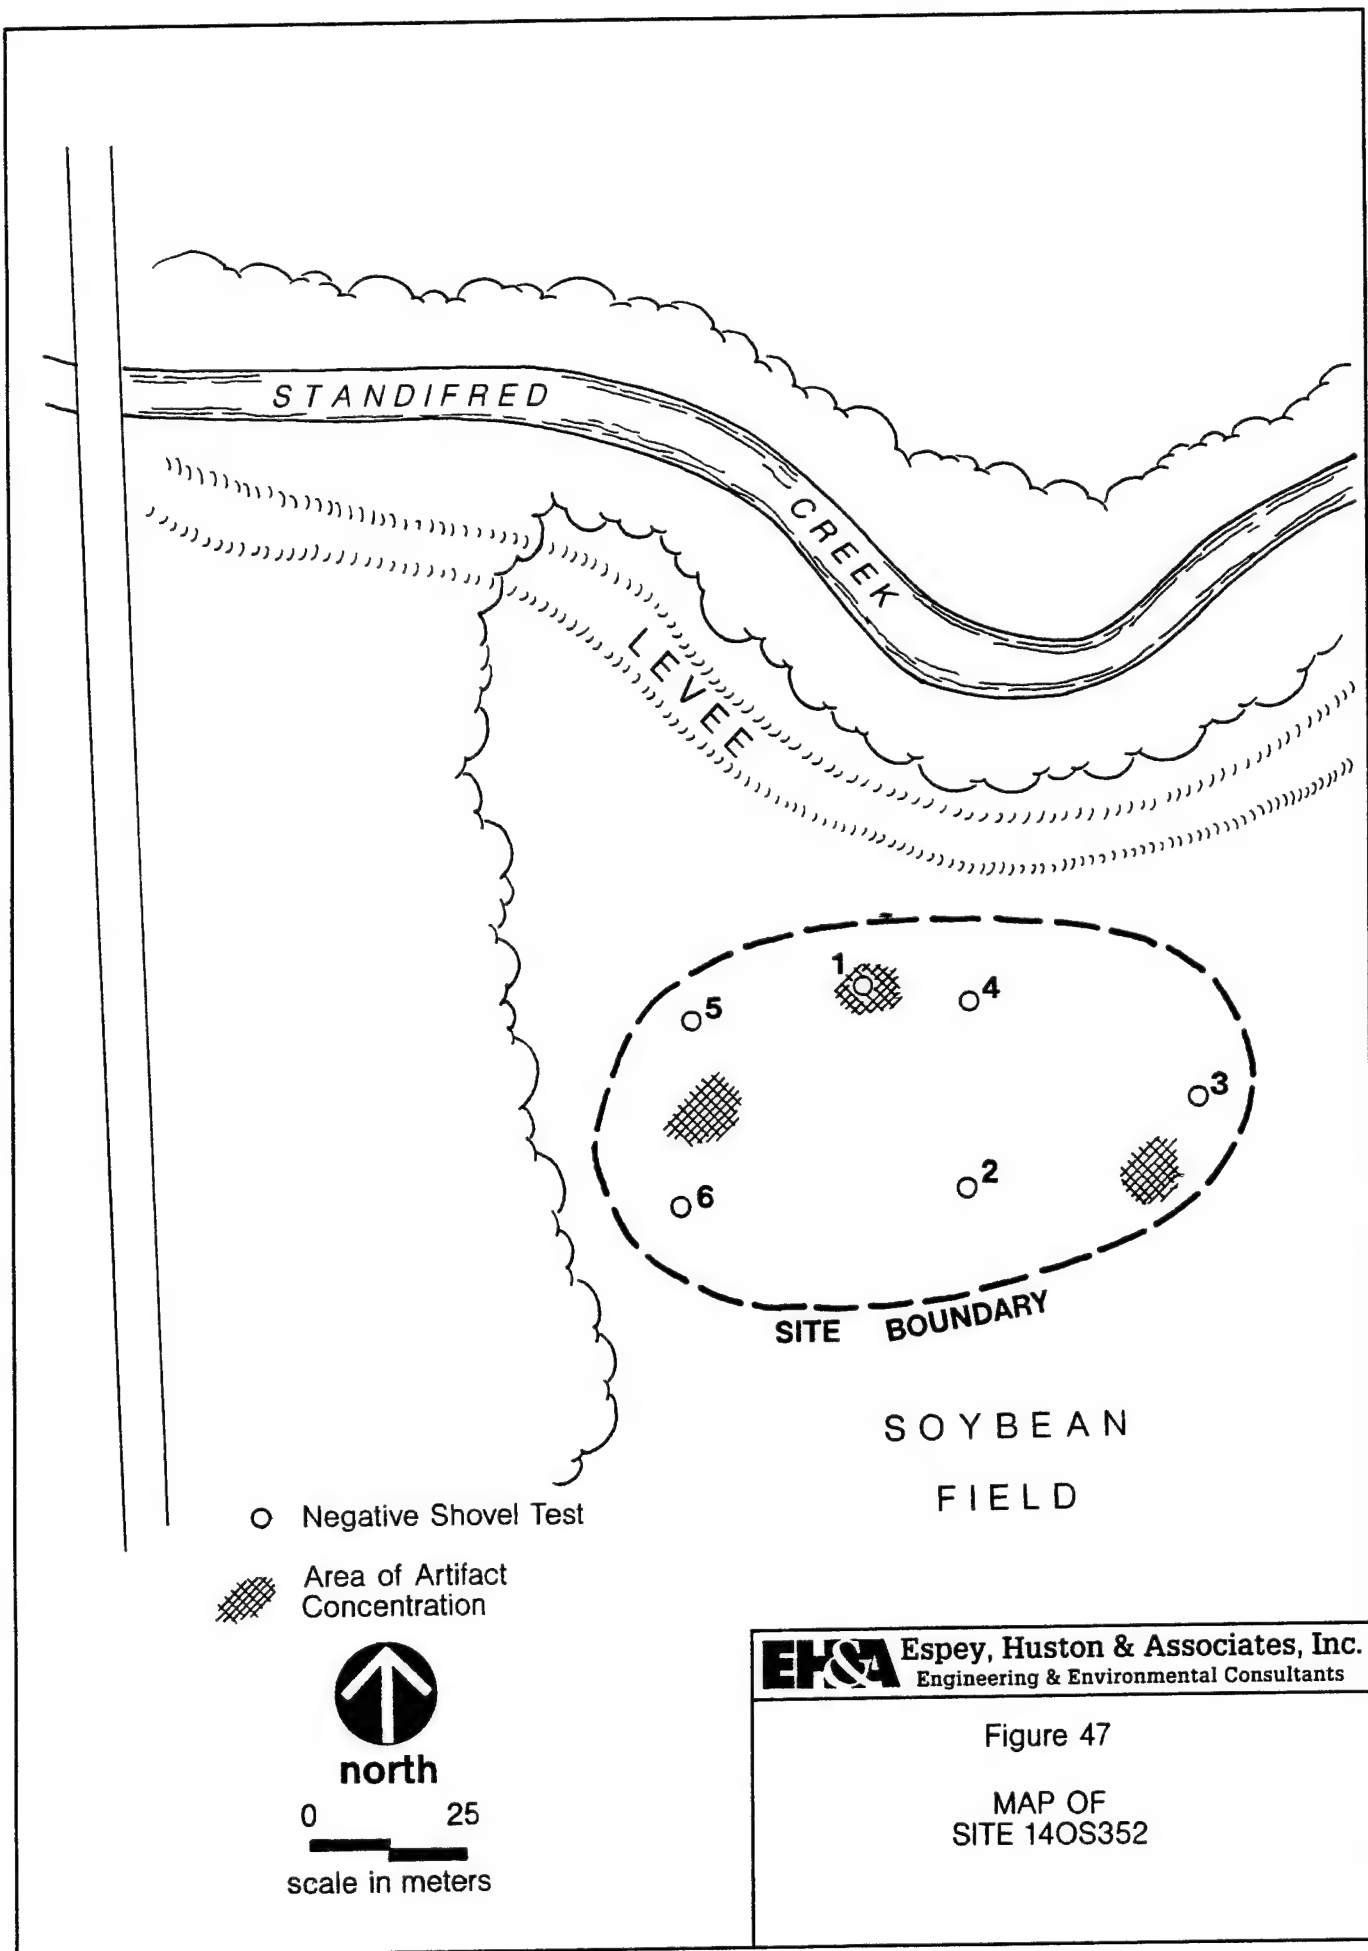 STANDIFRED
CREEK
LEVEE
1
4
5
3
2
6
SITE BOUNDARY
SOYBEAN
FIELD
Negative Shovel Test
Area of Artifact
Concentration
north
0 25
scale in meters
EH&A Espey, Huston & Associates, Inc.
Engineering & Environmental Consultants
Figure 47
MAP OF
SITE 14OS352